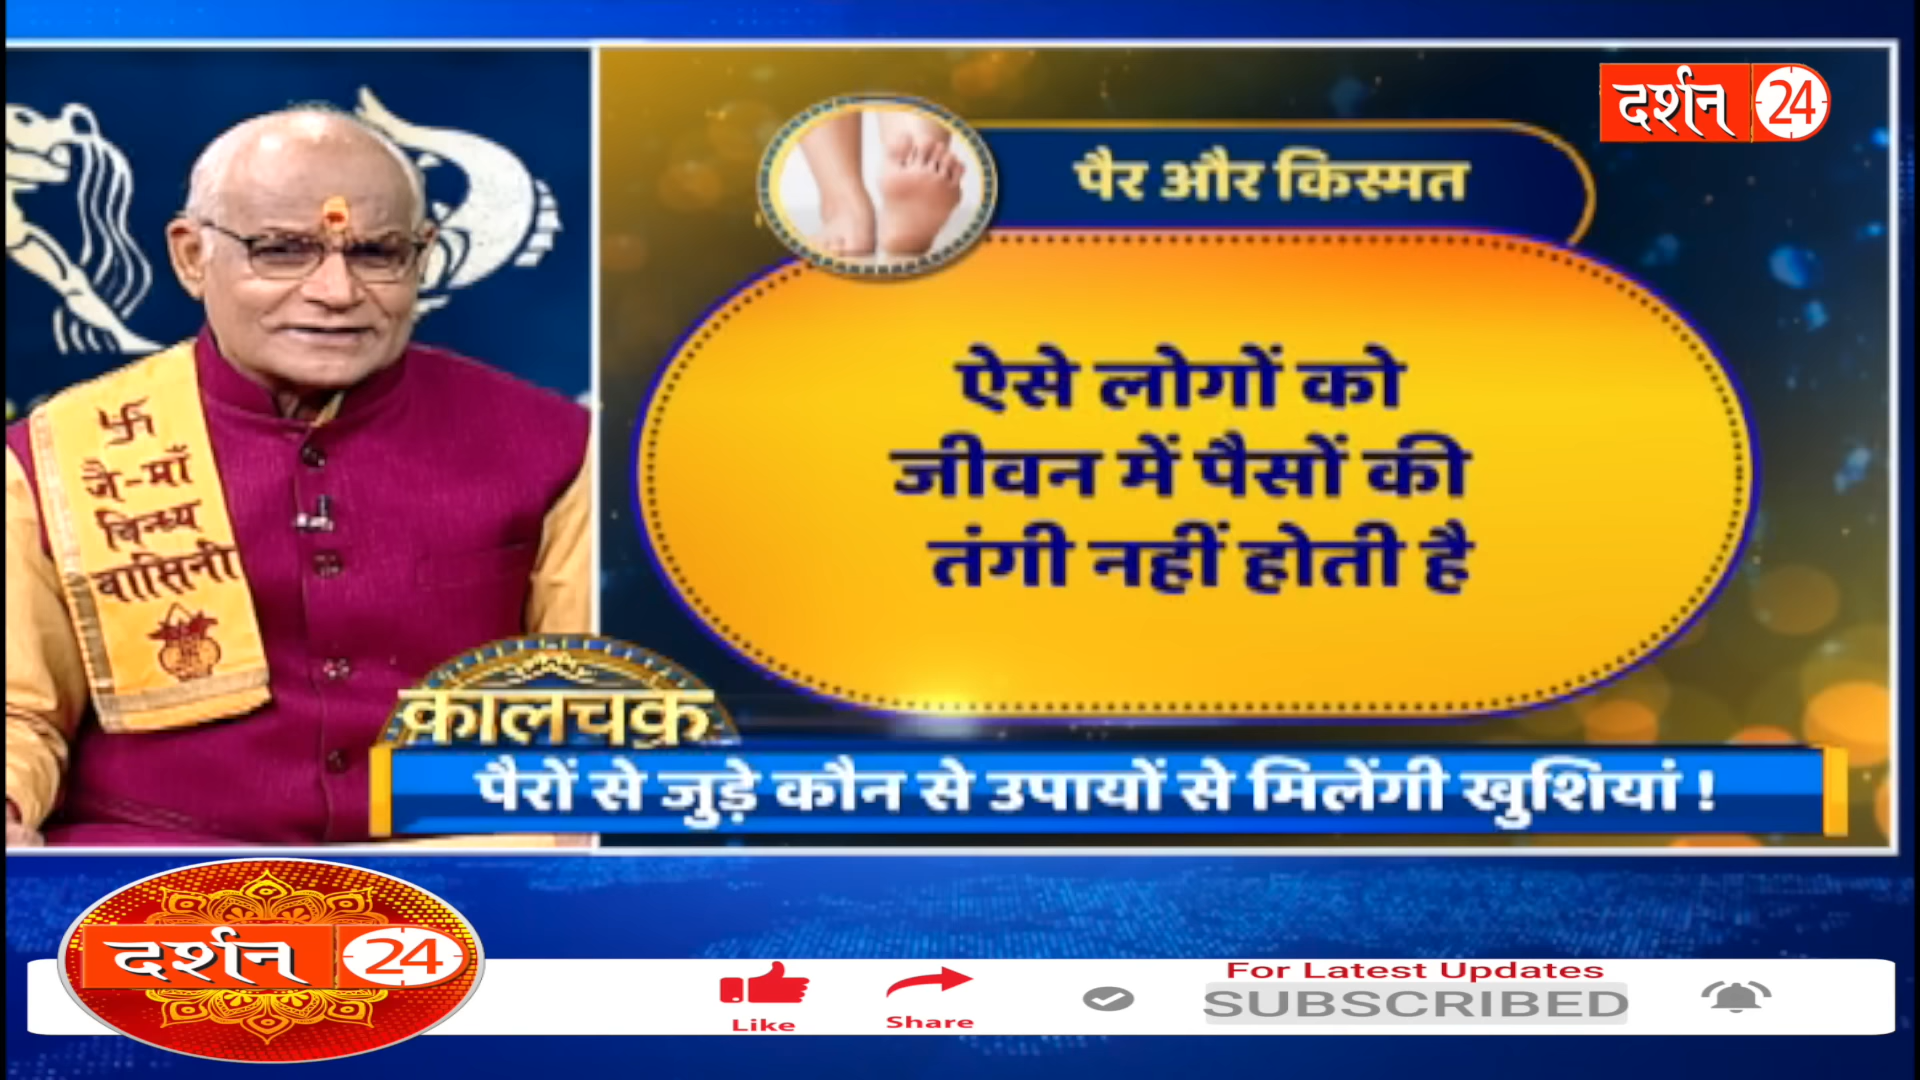 दर्शन 24
पैर और किस्मत
ऐसे लोगों को
जीवन में पैसों की
तंगी नहीं होती है
जै-माँ
विन्ध्य
वासिनी
कालचक्र
पैरों से जुड़े कौन से उपायों से मिलेंगी खुशियां !
दर्शन 24
Like
Share
For Latest Updates
SUBSCRIBED